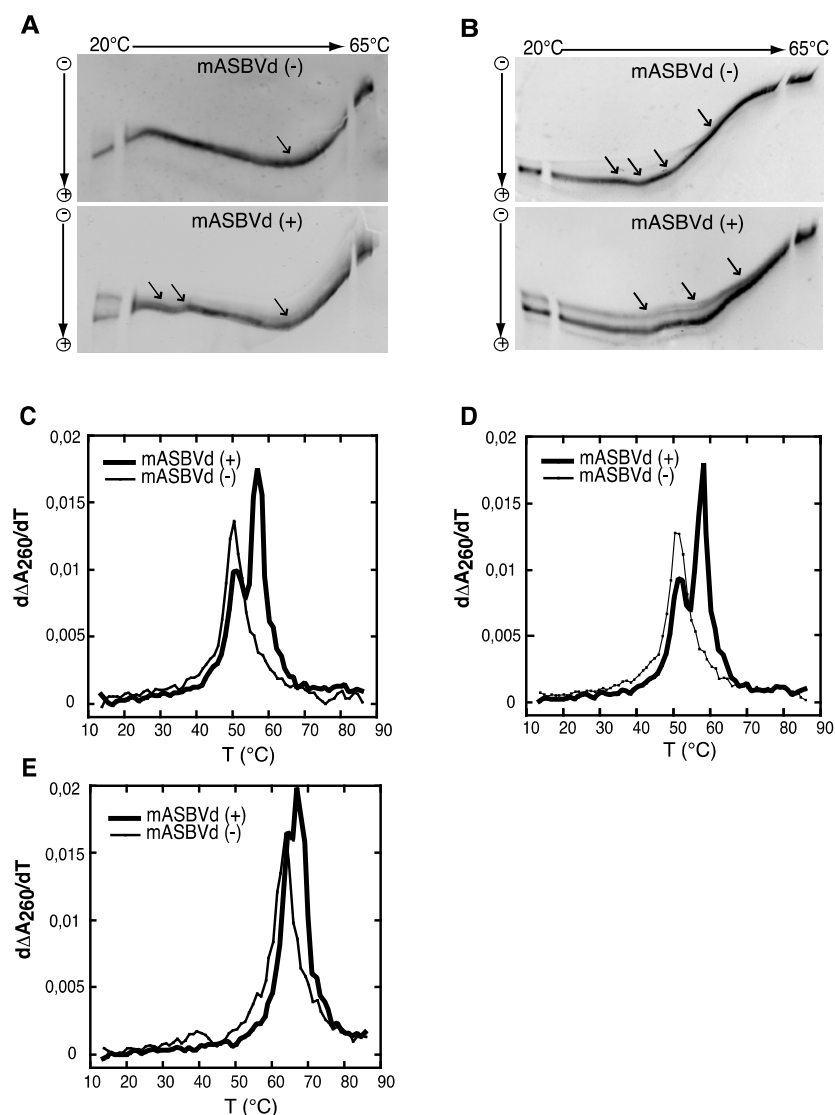 A
20°C 65°C
mASBVd (-)
-
+
mASBVd (+)
-
+
B
20°C 65°C
mASBVd (-)
-
+
mASBVd (+)
-
+
C
0,02
0,015
0,01
0,005
0
dΔA260/dT
mASBVd (+)
mASBVd (-)
10 20 30 40 50 60 70 80 90
T (°C)
D
0,02
0,015
0,01
0,005
0
dΔA260/dT
mASBVd (+)
mASBVd (-)
10 20 30 40 50 60 70 80 90
T (°C)
E
0,02
0,015
0,01
0,005
0
dΔA260/dT
mASBVd (+)
mASBVd (-)
10 20 30 40 50 60 70 80 90
T (°C)